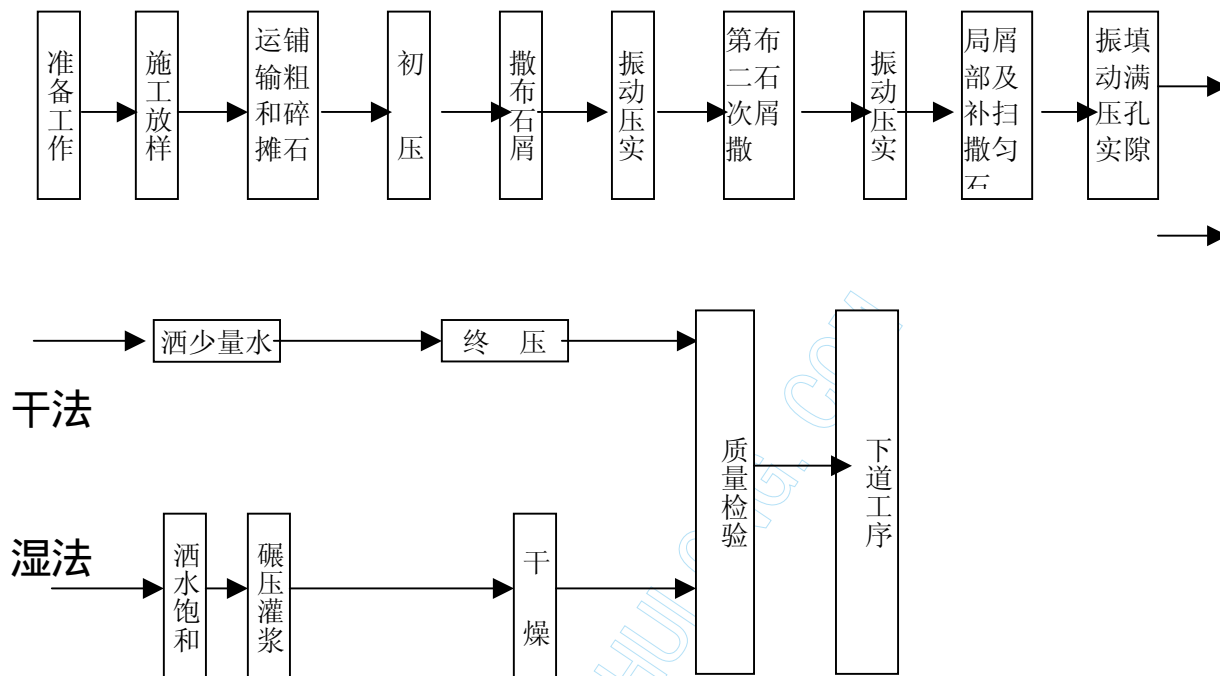 准备工作
施工放样
运输和摊
铺粗碎石
初压
撒布石屑
振动压实
第二次撒
布石屑
振动压实
局部补撒石
屑及扫匀
振动压实
填满孔隙
洒少量水
终 压
干法
质量检验
下道工序
湿法
洒水饱和
碾压灌浆
干燥